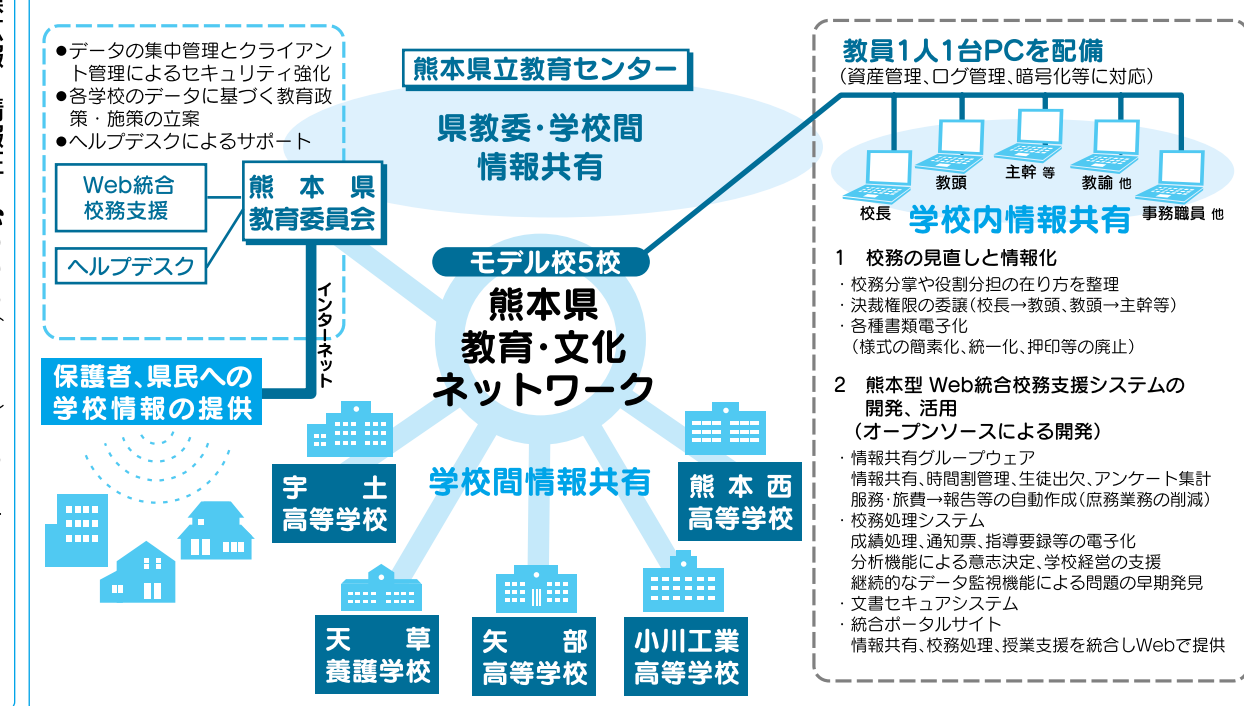 ●データの集中管理とクライアン
ト管理によるセキュリティ強化
●各学校のデータに基づく教育政
策・施策の立案
●ヘルプデスクによるサポート
Web統合
校務支援
ヘルプデスク
熊本県
教育委員会
インターネット
保護者、県民への
学校情報の提供
熊本県立教育センター
県教委・学校間
情報共有
モデル校5校
熊本県
教育・文化
ネットワーク
学校間情報共有
宇土
高等学校
天草
養護学校
矢部
高等学校
小川工業
高等学校
熊本西
高等学校
教員1人1台PCを配備
(資産管理、ログ管理、暗号化等に対応)
校長
教頭
主幹 等
教諭 他
事務職員 他
学校内情報共有
1 校務の見直しと情報化
・校務分掌や役割分担の在り方を整理
・決裁権限の委譲(校長→教頭、教頭→主幹等)
・各種書類電子化
(様式の簡素化、統一化、押印等の廃止)
2 熊本型 Web統合校務支援システムの
開発、活用
(オープンソースによる開発)
・情報共有グループウェア
情報共有、時間割管理、生徒出欠、アンケート集計
服務・旅費→報告等の自動作成(庶務業務の削減)
・校務処理システム
成績処理、通知票、指導要録等の電子化
分析機能による意志決定、学校経営の支援
継続的なデータ監視機能による問題の早期発見
・文書セキュアシステム
・統合ポータルサイト
情報共有、校務処理、授業支援を統合しWebで提供